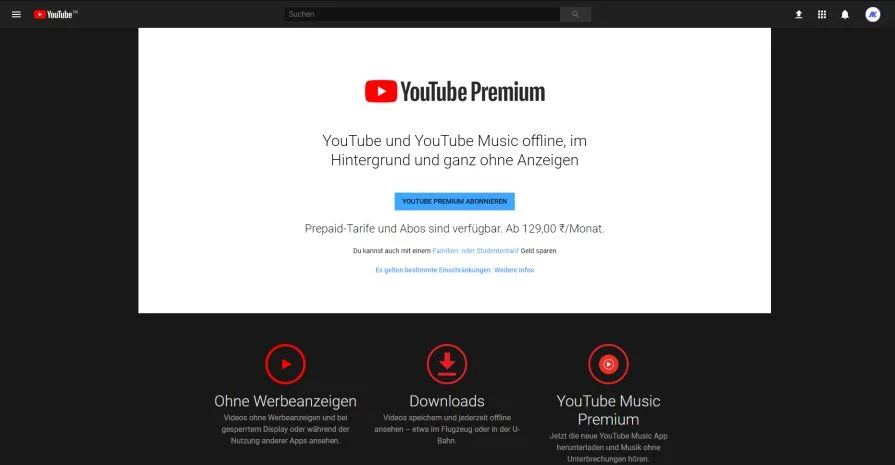 YouTube IN
Suchen
YouTube Premium
YouTube und YouTube Music offline, im
Hintergrund und ganz ohne Anzeigen
YOUTUBE PREMIUM ABONNIEREN
Prepaid-Tarife und Abos sind verfügbar. Ab 129,00 ₹/Monat.
Du kannst auch mit einem Familien- oder Studententarif Geld sparen
Es gelten bestimmte Einschränkungen. Weitere Infos
Ohne Werbeanzeigen
Videos ohne Werbeanzeigen und bei
gesperrtem Display oder während der
Nutzung anderer Apps ansehen.
Downloads
Videos speichern und jederzeit offline
ansehen – etwa im Flugzeug oder in der U-
Bahn.
YouTube Music
Premium
Jetzt die neue YouTube Music App
herunterladen und Musik ohne
Unterbrechungen hören.